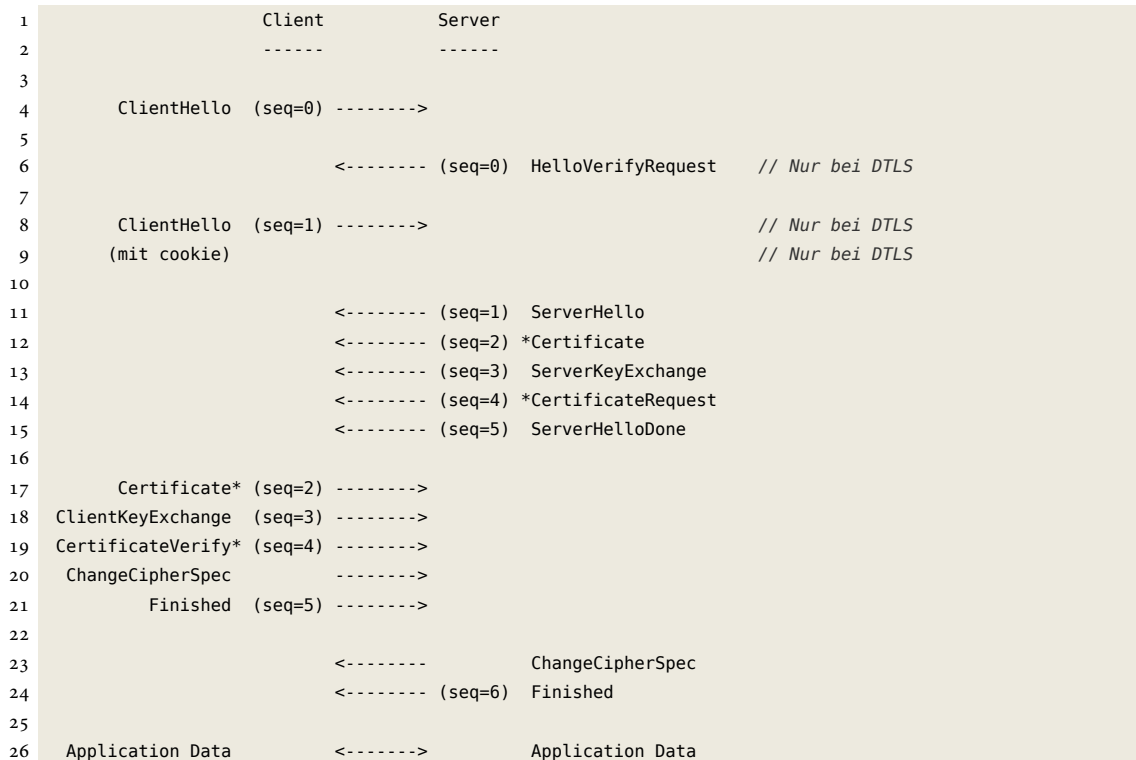 1 Client Server
2 ------ ------
3
4 ClientHello (seq=0) -------->
5
6 <-------- (seq=0) HelloVerifyRequest // Nur bei DTLS
7
8 ClientHello (seq=1) --------> // Nur bei DTLS
9 (mit cookie) // Nur bei DTLS
10
11 <-------- (seq=1) ServerHello
12 <-------- (seq=2) *Certificate
13 <-------- (seq=3) ServerKeyExchange
14 <-------- (seq=4) *CertificateRequest
15 <-------- (seq=5) ServerHelloDone
16
17 Certificate* (seq=2) -------->
18 ClientKeyExchange (seq=3) -------->
19 CertificateVerify* (seq=4) -------->
20 ChangeCipherSpec -------->
21 Finished (seq=5) -------->
22
23 <-------- ChangeCipherSpec
24 <-------- (seq=6) Finished
25
26 Application Data <-------> Application Data